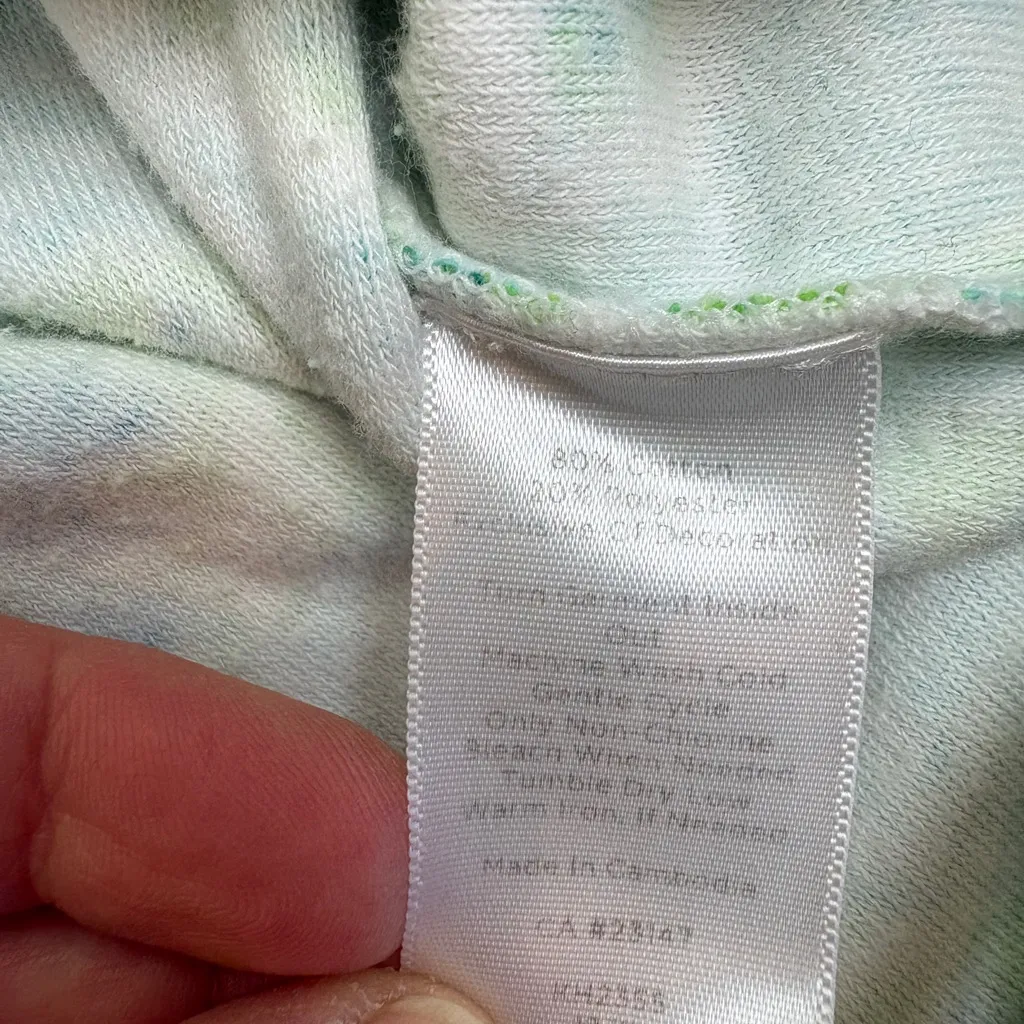 80% Cotton
20% Polyester
Exclusive Of Decoration
Turn Garment Inside
Out
Machine Wash Cold
Gentle Cycle
Only Non-Chlorine
Bleach When Needed
Tumble Dry Low
Warm Iron, If Needed
Made In Cambodia
CA #23147